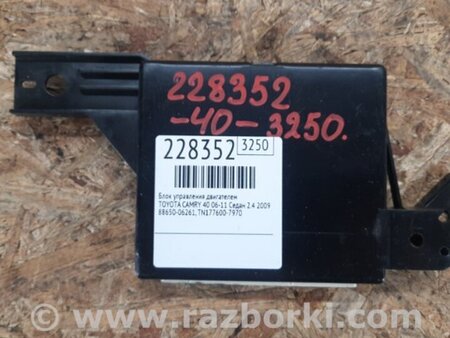 228352
-40-3250.
228352 3250
Блок управления двигателем
TOYOTA CAMRY 40 06-11 Седан 2.4 2009
88650-06261, TN177600-7970
www.razborki.com